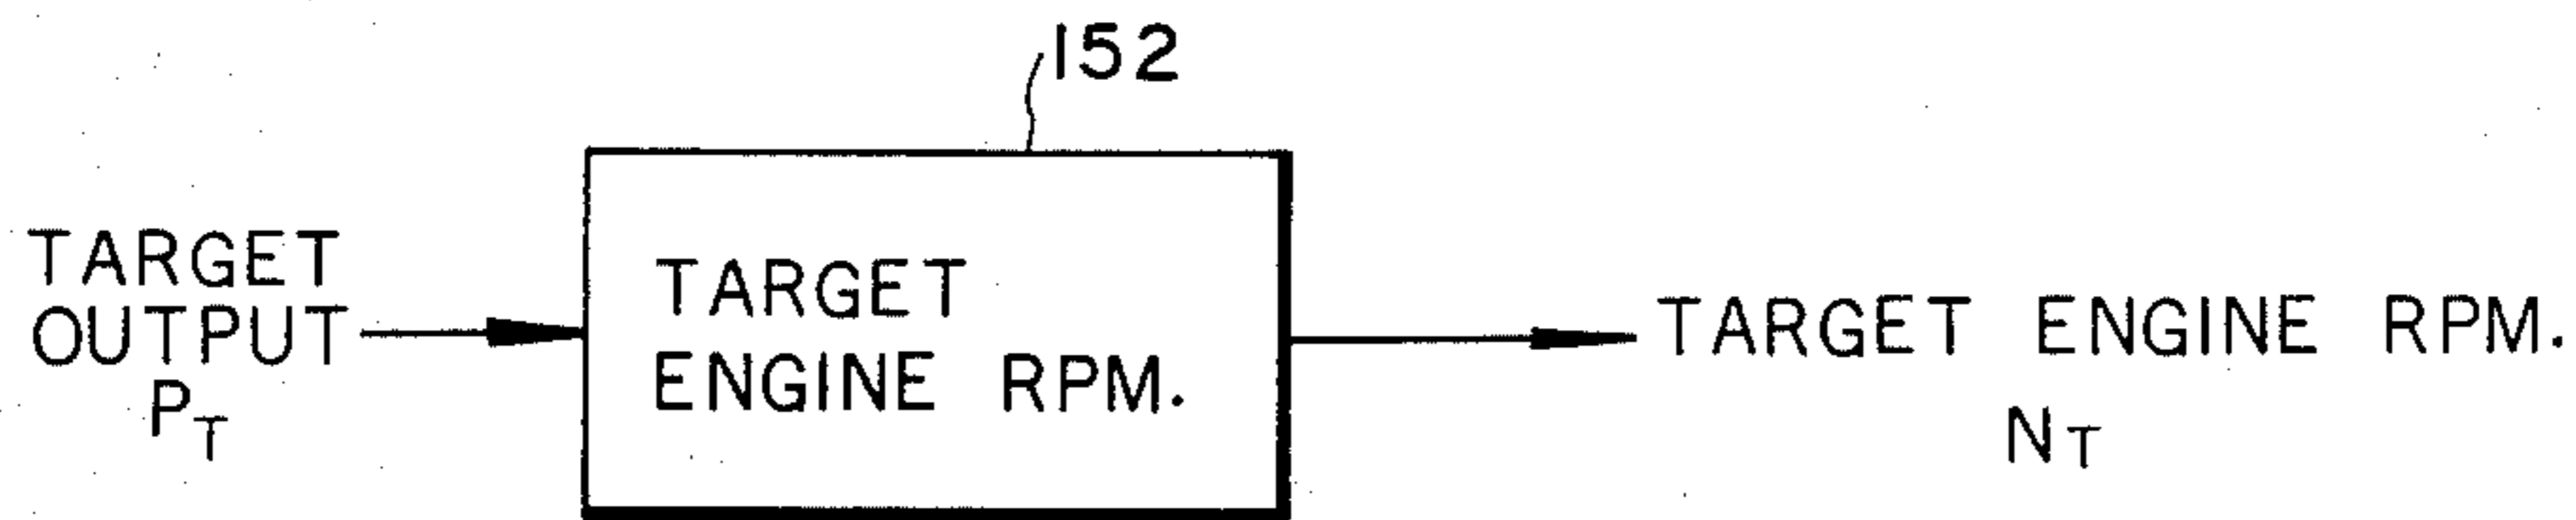 152
TARGET
OUTPUT
PT
TARGET
ENGINE RPM.
TARGET ENGINE RPM.
NT